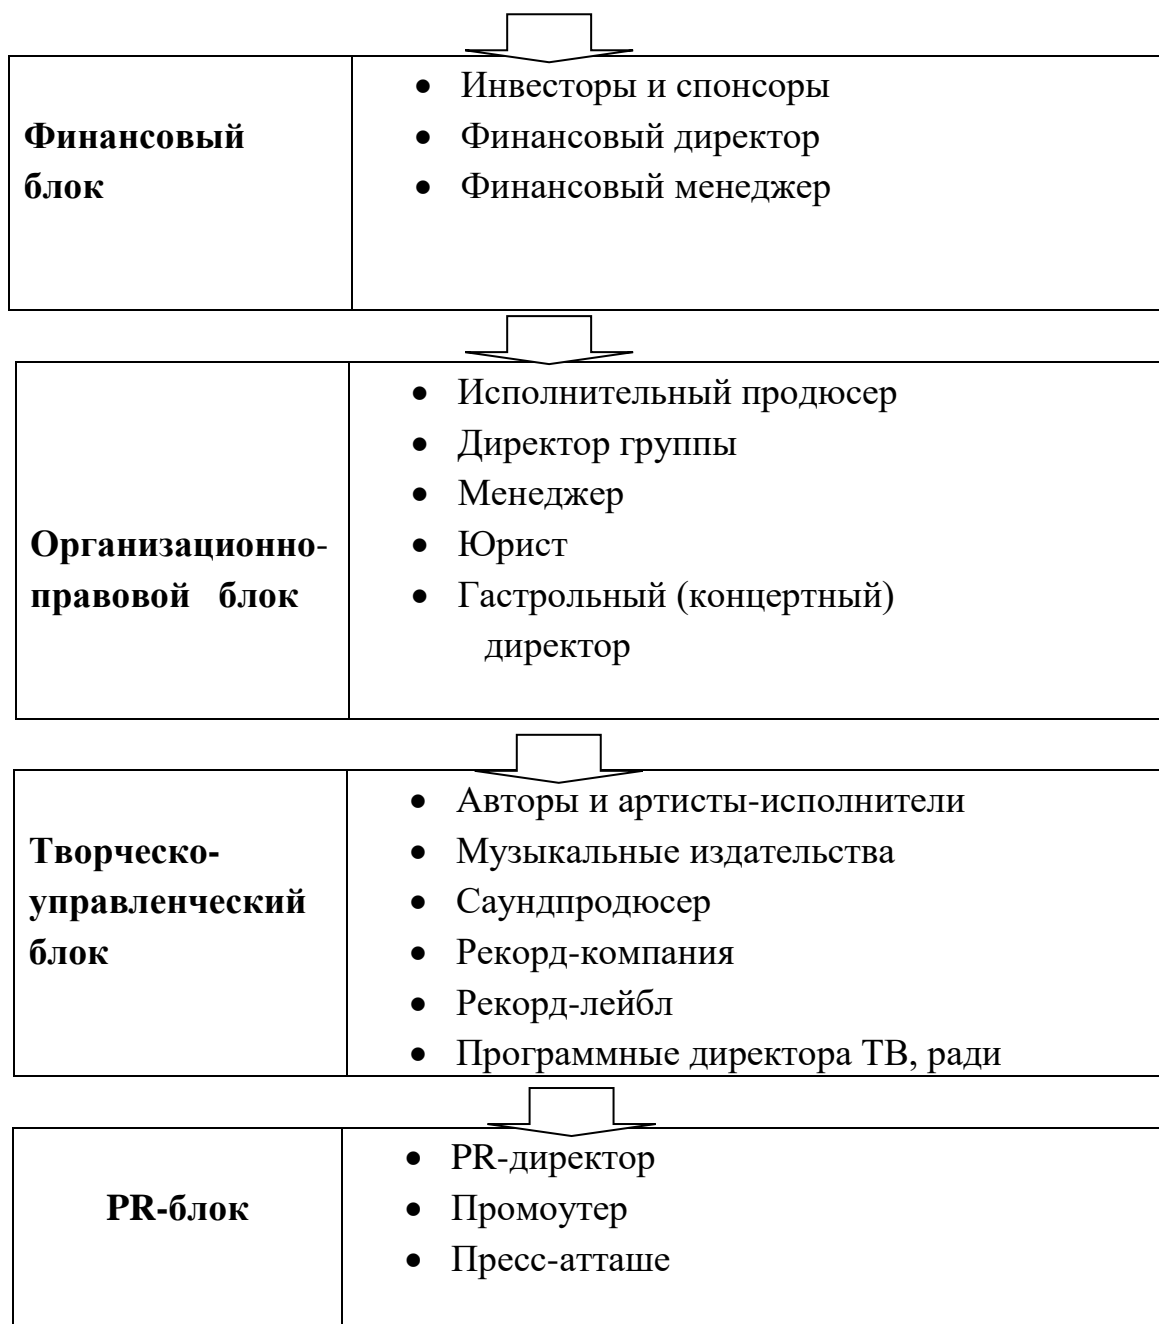 Финансовый
блок
• Инвесторы и спонсоры
• Финансовый директор
• Финансовый менеджер
Организационно-
правовой блок
• Исполнительный продюсер
• Директор группы
• Менеджер
• Юрист
• Гастрольный (концертный)
директор
Творческо-
управленческий
блок
• Авторы и артисты-исполнители
• Музыкальные издательства
• Саундпродюсер
• Рекорд-компания
• Рекорд-лейбл
• Программные директора ТВ, ради
PR-блок
• PR-директор
• Промоутер
• Пресс-атташе